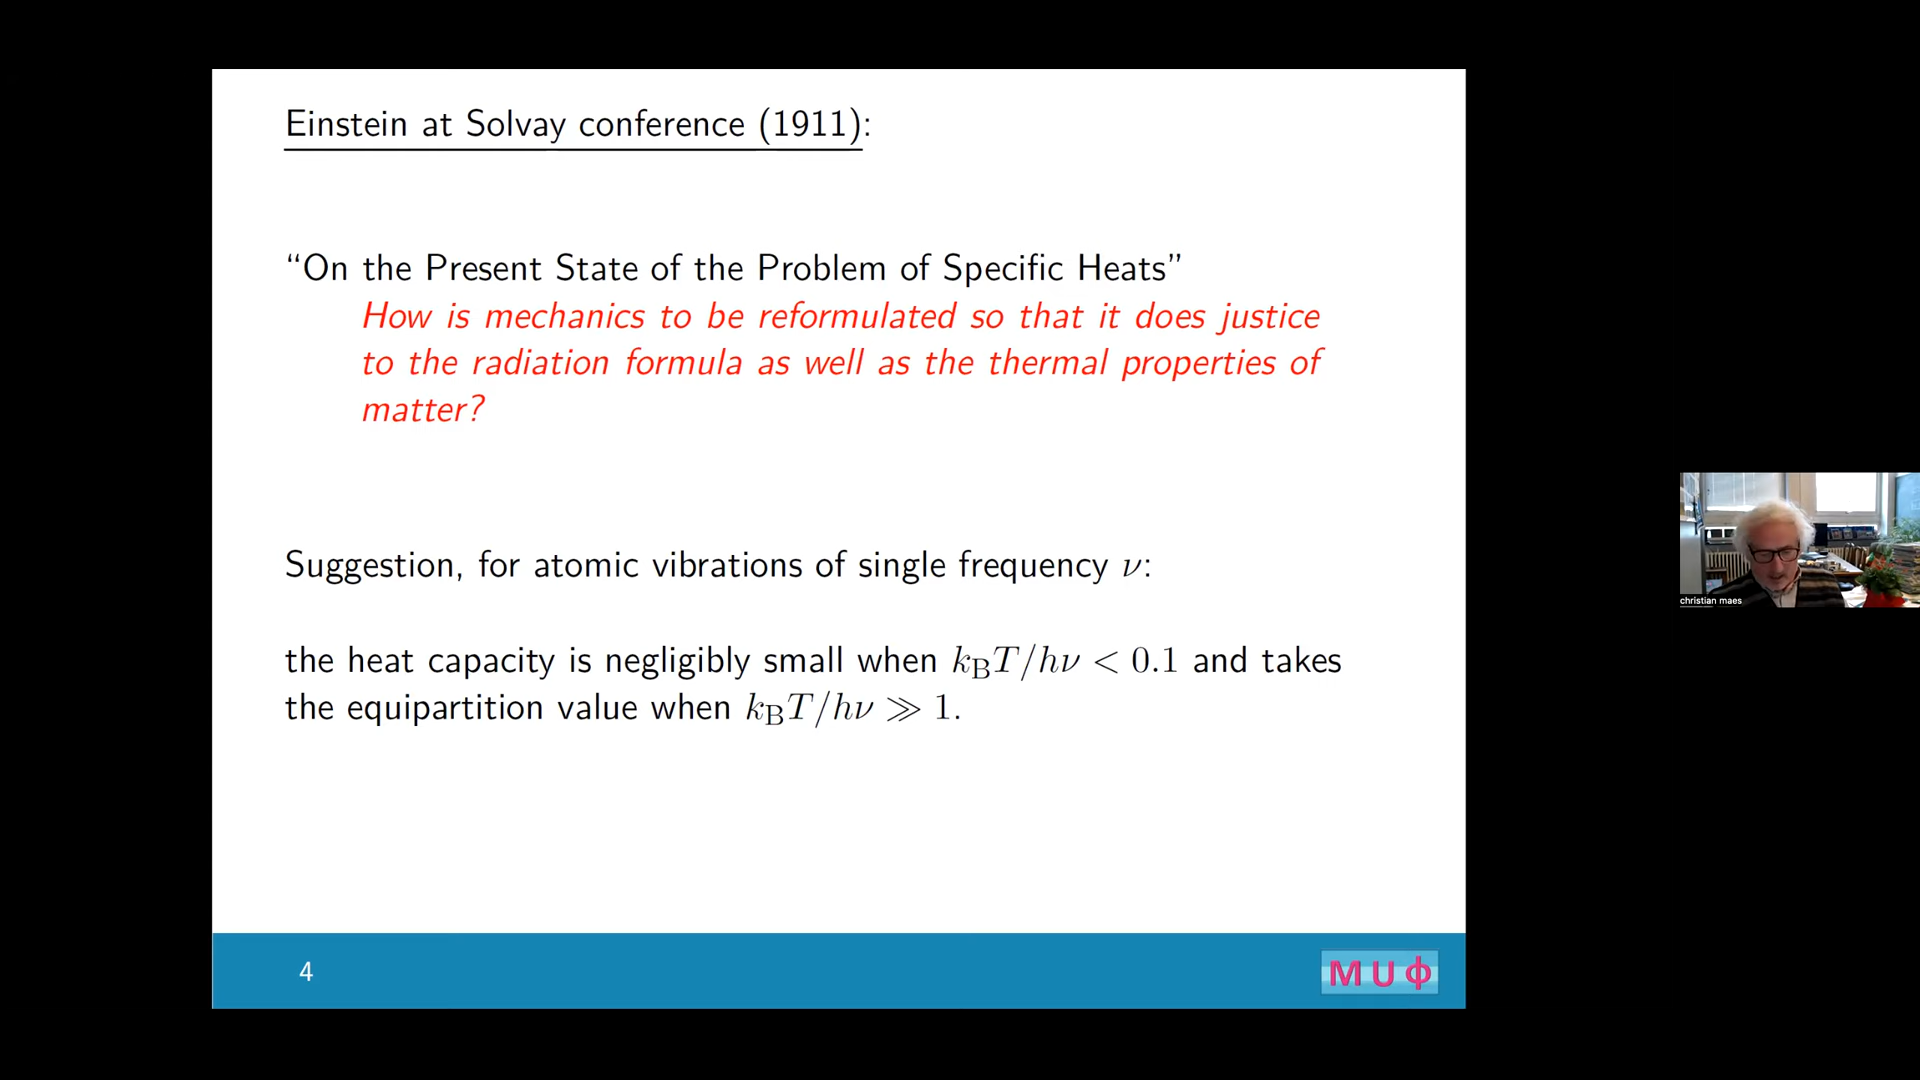 Einstein at Solvay conference (1911):
“On the Present State of the Problem of Specific Heats”
How is mechanics to be reformulated so that it does justice
to the radiation formula as well as the thermal properties of
matter?
Suggestion, for atomic vibrations of single frequency ν:
the heat capacity is negligibly small when k_B T/hν < 0.1 and takes
the equipartition value when k_B T/hν ≫ 1.
christian maes
4
M U Φ